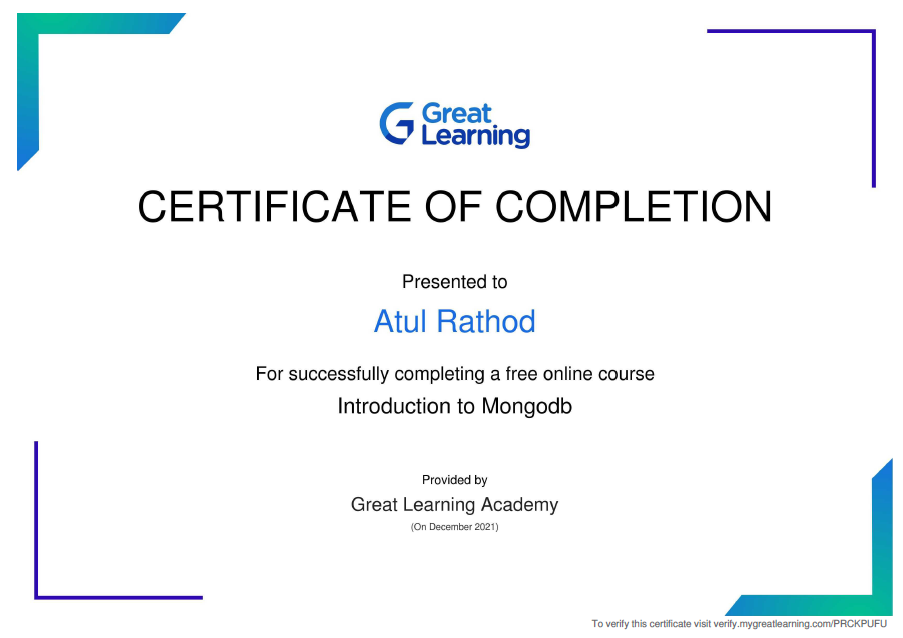 Great
Learning
CERTIFICATE OF COMPLETION
Presented to
Atul Rathod
For successfully completing a free online course
Introduction to Mongodb
Provided by
Great Learning Academy
(On December 2021)
To verify this certificate visit verify.mygreatlearning.com/PRCKPUFU